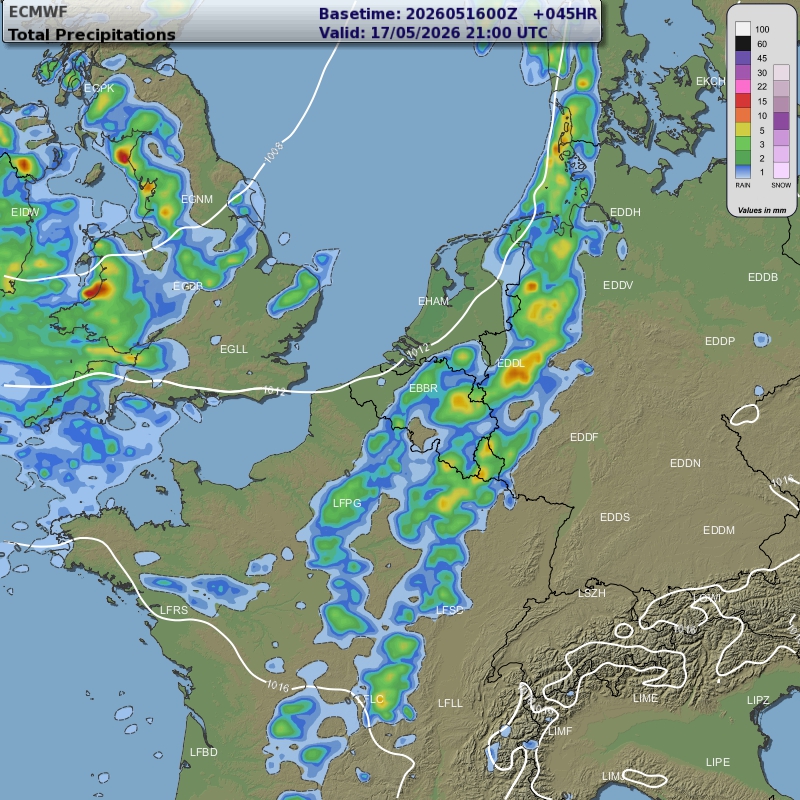 ECMWF
Basetime: 2026051600Z +045HR
Total Precipitations
Valid: 17/05/2026 21:00 UTC
100
60
45
30
22
15
10
5
3
2
1
RAIN
SNOW
Values in mm
EKCH
ECPK
1008
EGNM
EIDW
EDDH
EDDB
EGBB
EDDV
EHAM
EDDP
EGLL
1012
EDDL
1012
EBBR
EDDF
EDDN
1016
LFPG
EDDS
EDDM
LSZH
LOWI
LFRS
LFSD
1016
1016
LFLC
LFLL
LIME
LIPZ
LIMF
LFBD
LIPE
LIMJ